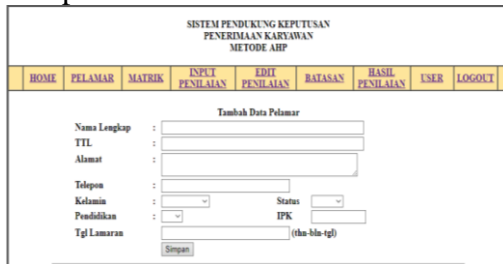 SISTEM PENDUKUNG KEPUTUSAN
PENERIMAAN KARYAWAN
METODE AHP
HOME PELAMAR MATRIK INPUT PENILAIAN EDIT PENILAIAN BATASAN HASIL PENILAIAN USER LOGOUT
Tambah Data Pelamar
Nama Lengkap :
TTL :
Alamat :
Telepon :
Kelamin : Status
Pendidikan : IPK
Tgl Lamaran (thn-bln-tgl)
Simpan